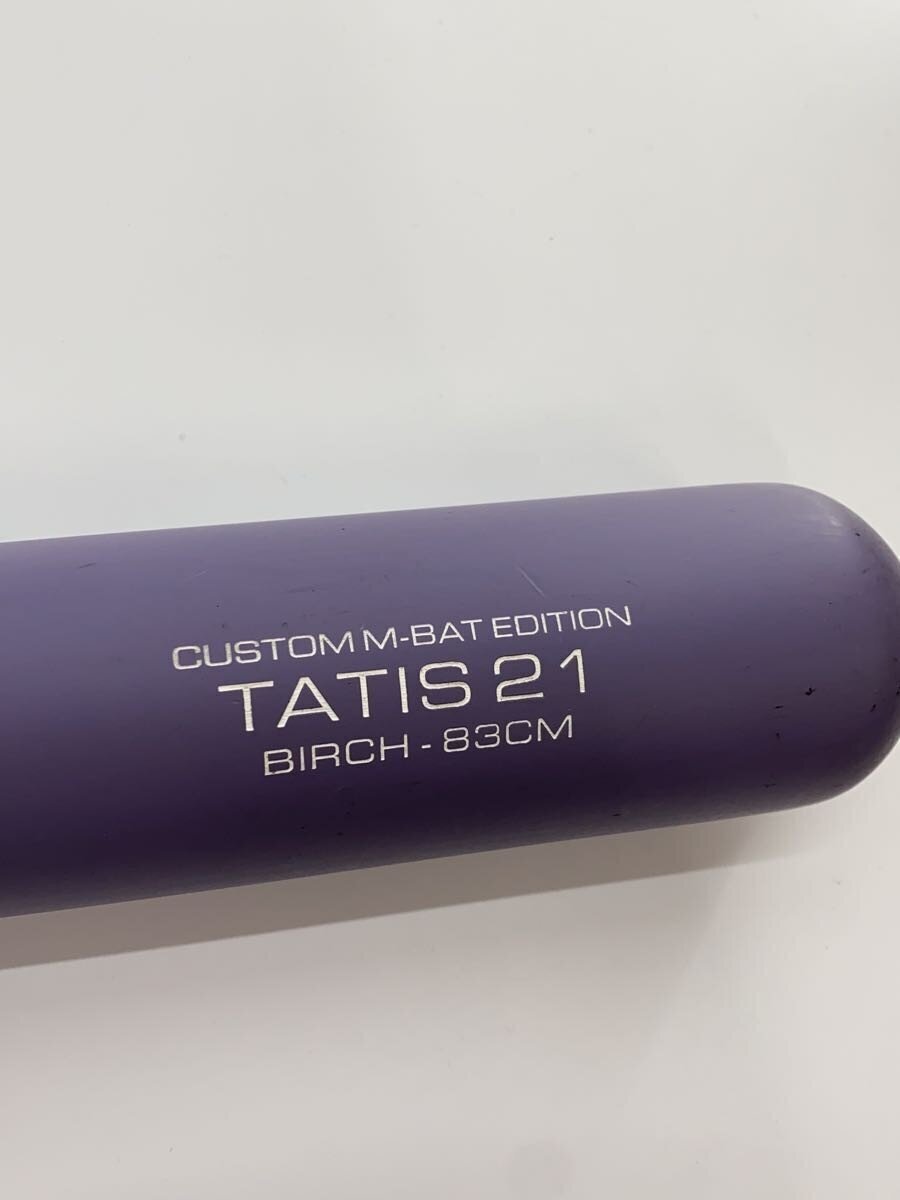 CUSTOM M-BAT EDITION
TATIS 21
BIRCH - 83CM